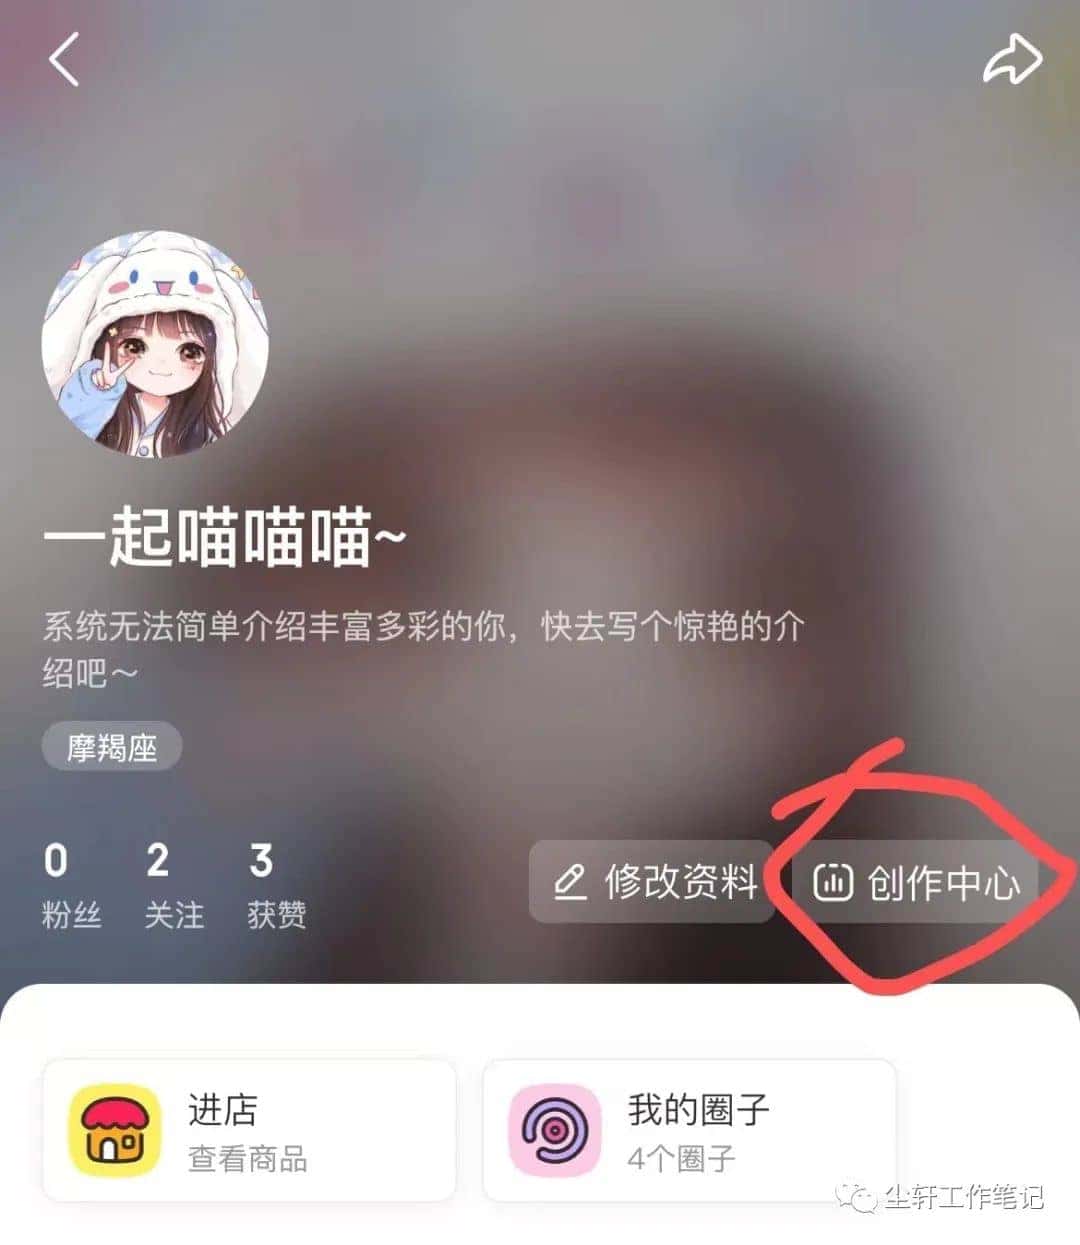 一起喵喵喵~
系统无法简单介绍丰富多彩的你，快去写个惊艳的介
绍吧～
摩羯座
0 2 3
粉丝 关注 获赞
修改资料 创作中心
进店 我的圈子
查看商品 4个圈子
尘轩工作笔记